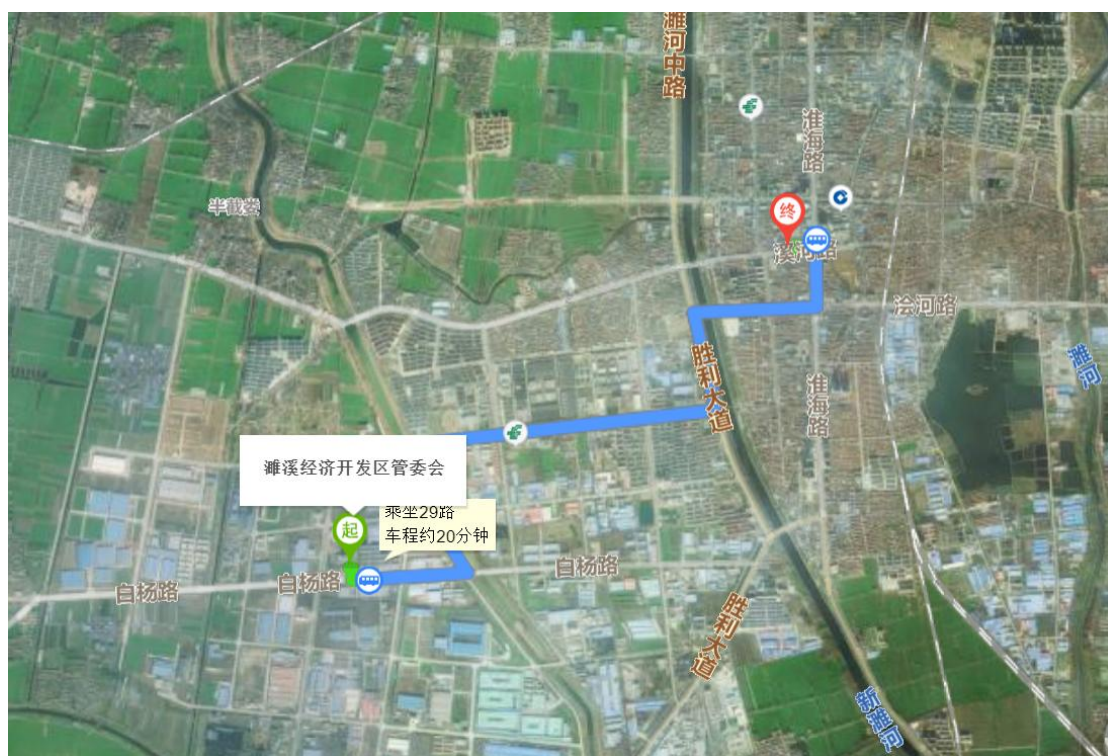 濉河中路
淮海路
半截娄
终
溪河路
浍河路
濉河
胜利大道
淮海路
濉溪经济开发区管委会
起
乘坐29路
车程约20分钟
白杨路
白杨路
白杨路
胜利大道
新濉河